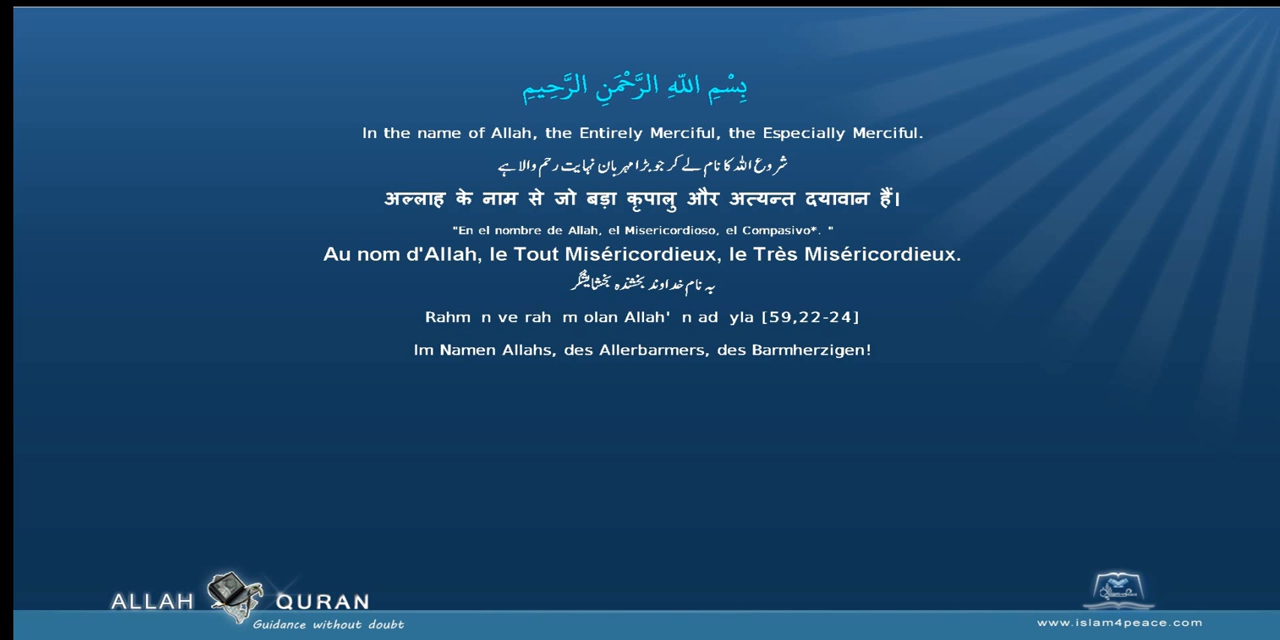 بِسْمِ اللّهِ الرَّحْمَنِ الرَّحِيمِ
In the name of Allah, the Entirely Merciful, the Especially Merciful.
شروع الله کا نام لے کر جو بڑا مہربان نہایت رحم والا ہے
अल्लाह के नाम से जो बड़ा कृपालु और अत्यन्त दयावान हैं।
"En el nombre de Allah, el Misericordioso, el Compasivo*. "
Au nom d'Allah, le Tout Miséricordieux, le Très Miséricordieux.
به نام خداوند بخشنده بخشایشگر
Rahm n ve rah m olan Allah' n ad yla [59,22-24]
Im Namen Allahs, des Allerbarmers, des Barmherzigen!
ALLAH QURAN
Guidance without doubt
www.islam4peace.com